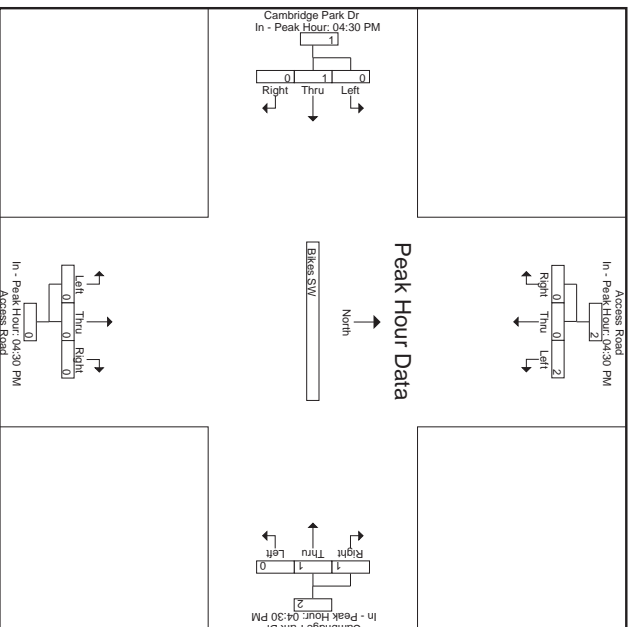 Cambridge Park Dr
In - Peak Hour: 04:30 PM
1
0 1 0
Right Thru Left
Access Road
In - Peak Hour: 04:30 PM
2
0 0 2
Right Thru Left
Peak Hour Data
North
Bikes SW
Left Thru Right
0 0 0
0
In - Peak Hour: 04:30 PM
Access Road
Right Thru Left
1 1 0
2
In - Peak Hour: 04:30 PM
Cambridge Park Dr